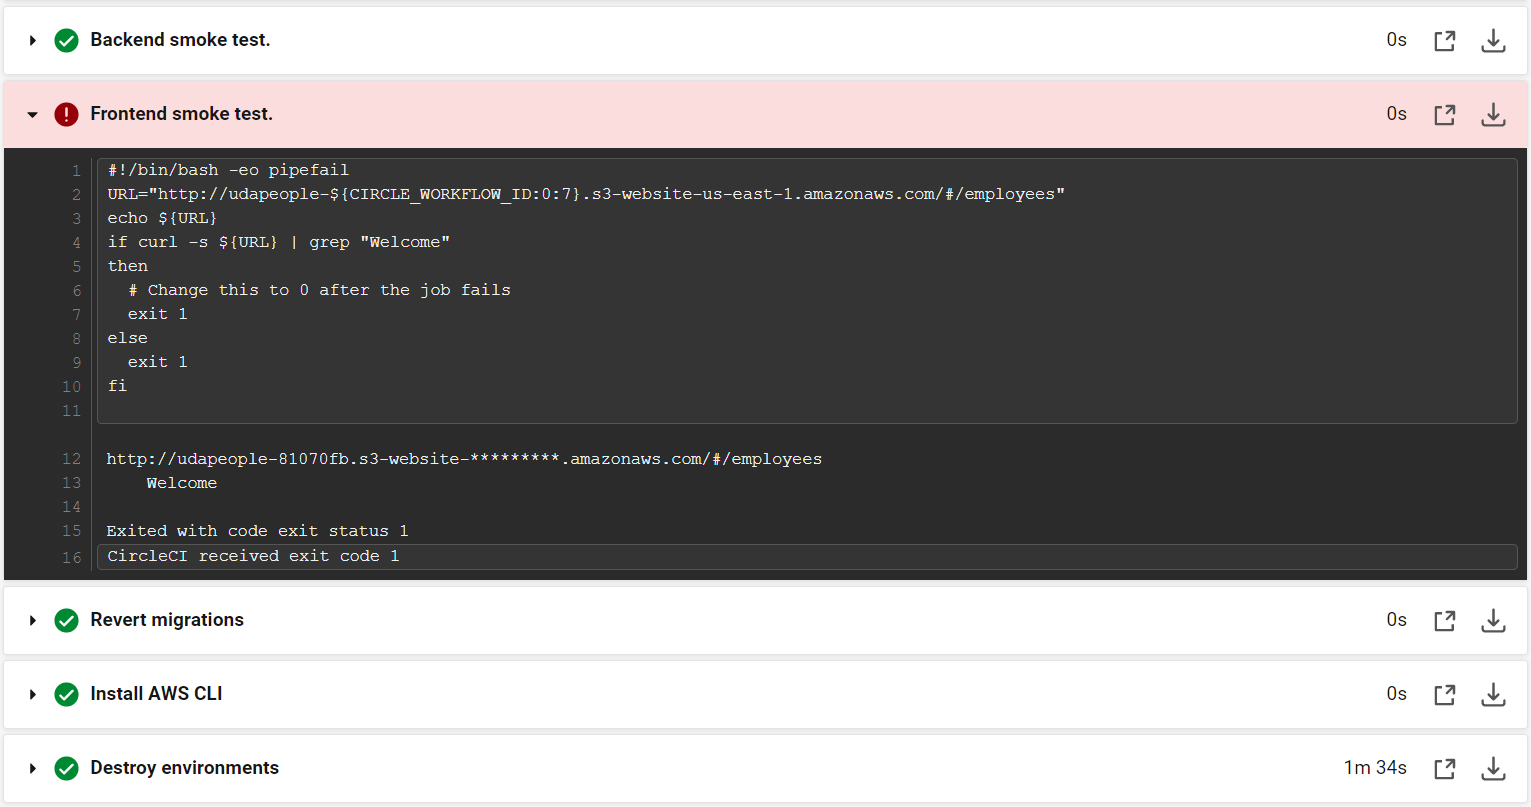 Backend smoke test. 0s
Frontend smoke test. 0s
1 #!/bin/bash -eo pipefail
2 URL="http://udapeople-${CIRCLE_WORKFLOW_ID:0:7}.s3-website-us-east-1.amazonaws.com/#/employees"
3 echo ${URL}
4 if curl -s ${URL} | grep "Welcome"
5 then
6   # Change this to 0 after the job fails
7   exit 1
8 else
9   exit 1
10 fi
11
12 http://udapeople-81070fb.s3-website-*********.amazonaws.com/#/employees
13     Welcome
14
15 Exited with code exit status 1
16 CircleCI received exit code 1
Revert migrations 0s
Install AWS CLI 0s
Destroy environments 1m 34s